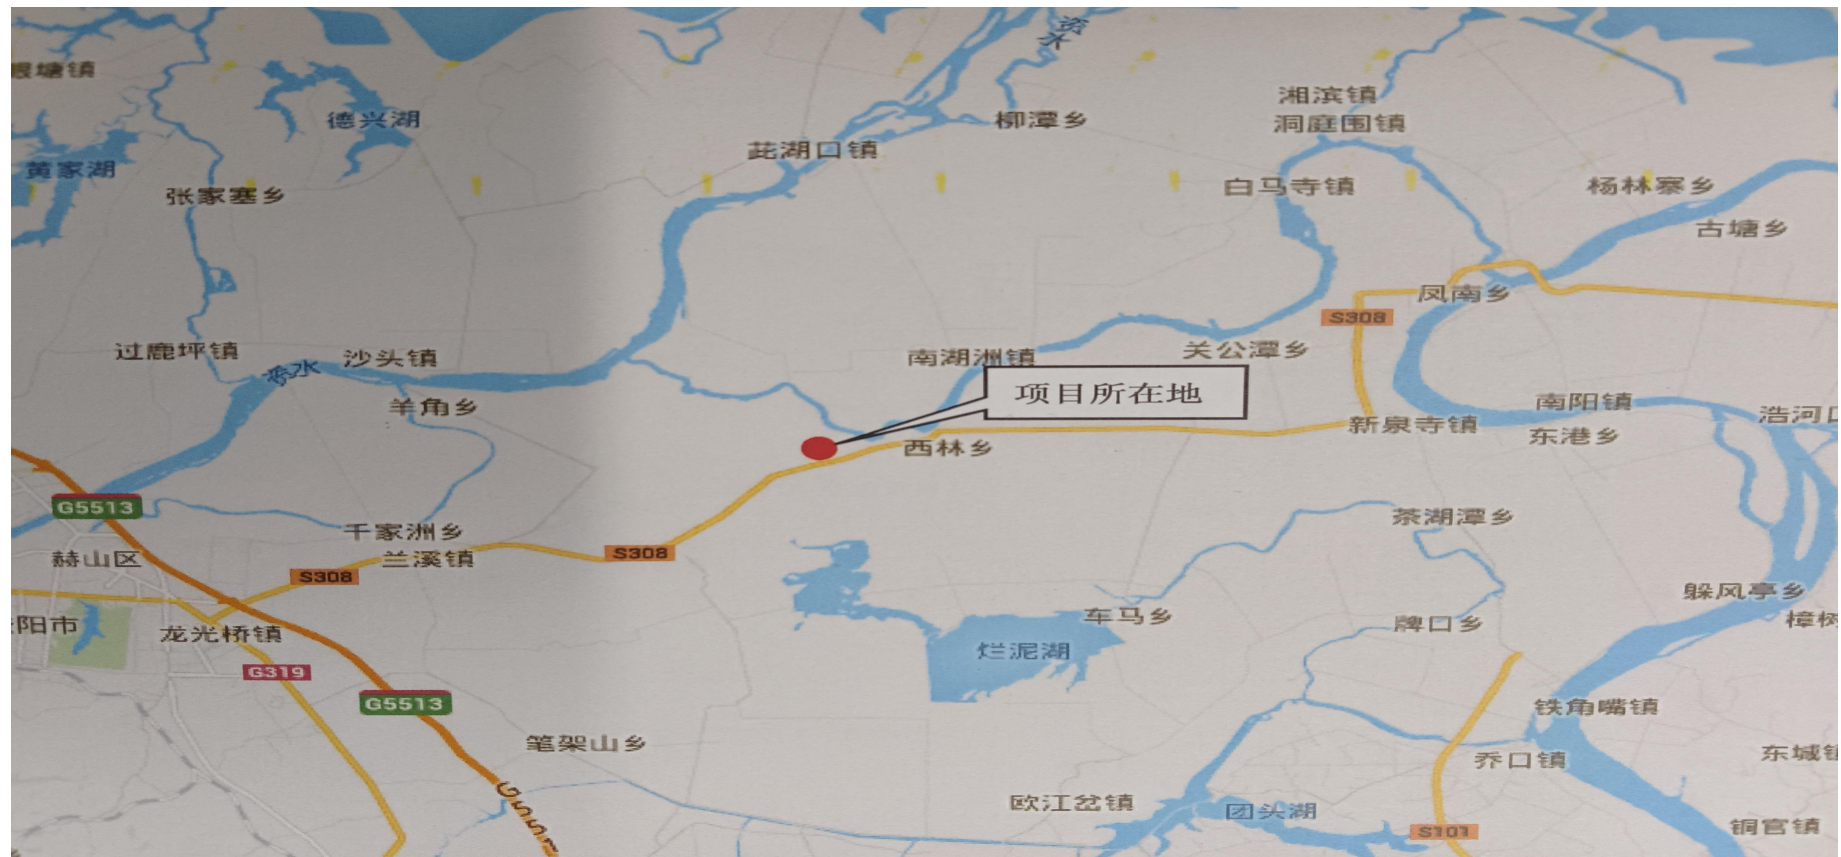 资水
塘镇
湘滨镇
德兴湖
柳潭乡
洞庭围镇
茈湖口镇
黄家湖
张家塞乡
白马寺镇
杨林寨乡
古塘乡
凤南乡
S308
过鹿坪镇
沙头镇
资水
南湖洲镇
关公潭乡
项目所在地
羊角乡
南阳镇
浩河口
新泉寺镇
东港乡
西林乡
G5513
茶湖潭乡
千家洲乡
赫山区
兰溪镇
S308
S308
躲风亭乡
车马乡
樟树
阳市
龙光桥镇
牌口乡
烂泥湖
G319
G5513
铁角嘴镇
笔架山乡
乔口镇
东城镇
G551
欧江岔镇
团头湖
S101
铜官镇